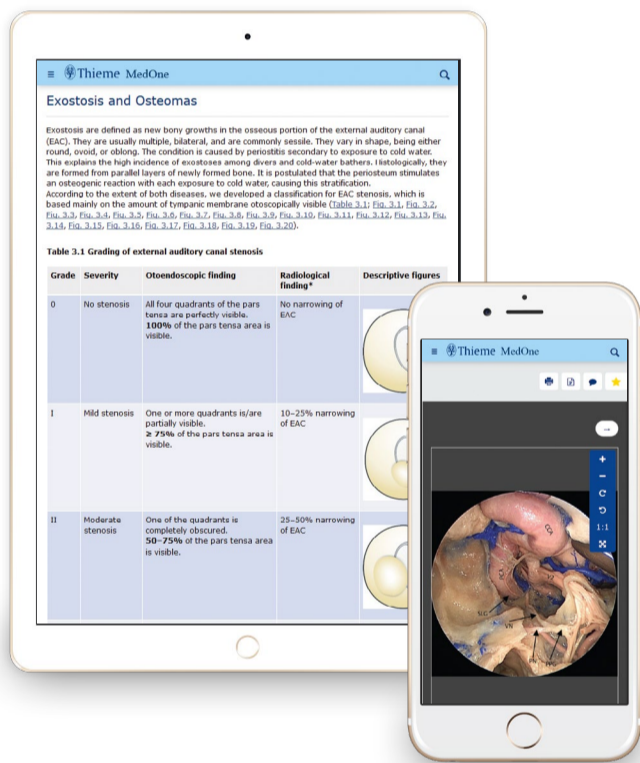 Thieme MedOne
Exostosis and Osteomas
Exostosis are defined as new bony growths in the osseous portion of the external auditory canal
(EAC). They are usually multiple, bilateral, and are commonly sessile. They vary in shape, being either
round, ovoid, or oblong. The condition is caused by periostitis secondary to exposure to cold water.
This explains the high incidence of exostoses among divers and cold-water bathers. Histologically, they
are formed from parallel layers of newly formed bone. It is postulated that the periosteum stimulates
an osteogenic reaction with each exposure to cold water, causing this stratification.
According to the extent of both diseases, we developed a classification for EAC stenosis, which is
based mainly on the amount of tympanic membrane otoscopically visible (Table 3.1; Fig. 3.1, Fig. 3.2,
Fig. 3.3, Fig. 3.4, Fig. 3.5, Fig. 3.6, Fig. 3.7, Fig. 3.8, Fig. 3.9, Fig. 3.10, Fig. 3.11, Fig. 3.12, Fig. 3.13, Fig.
3.14, Fig. 3.15, Fig. 3.16, Fig. 3.17, Fig. 3.18, Fig. 3.19, Fig. 3.20).
Table 3.1 Grading of external auditory canal stenosis
Grade Severity Otoendoscopic finding Radiological finding* Descriptive figures
0 No stenosis All four quadrants of the pars tensa are perfectly visible. 100% of the pars tensa area is visible. No narrowing of EAC
I Mild stenosis One or more quadrants is/are partially visible. ≥ 75% of the pars tensa area is visible. 10–25% narrowing of EAC
II Moderate stenosis One of the quadrants is completely obscured. 50–75% of the pars tensa area is visible. 25–50% narrowing of EAC
Thieme MedOne
1:1
VN